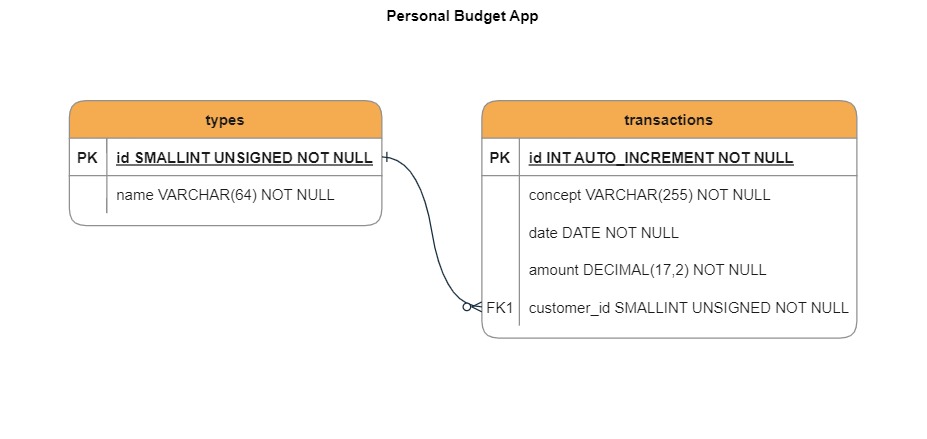 Personal Budget App
types
PK id SMALLINT UNSIGNED NOT NULL
name VARCHAR(64) NOT NULL
transactions
PK id INT AUTO_INCREMENT NOT NULL
concept VARCHAR(255) NOT NULL
date DATE NOT NULL
amount DECIMAL(17,2) NOT NULL
FK1 customer_id SMALLINT UNSIGNED NOT NULL